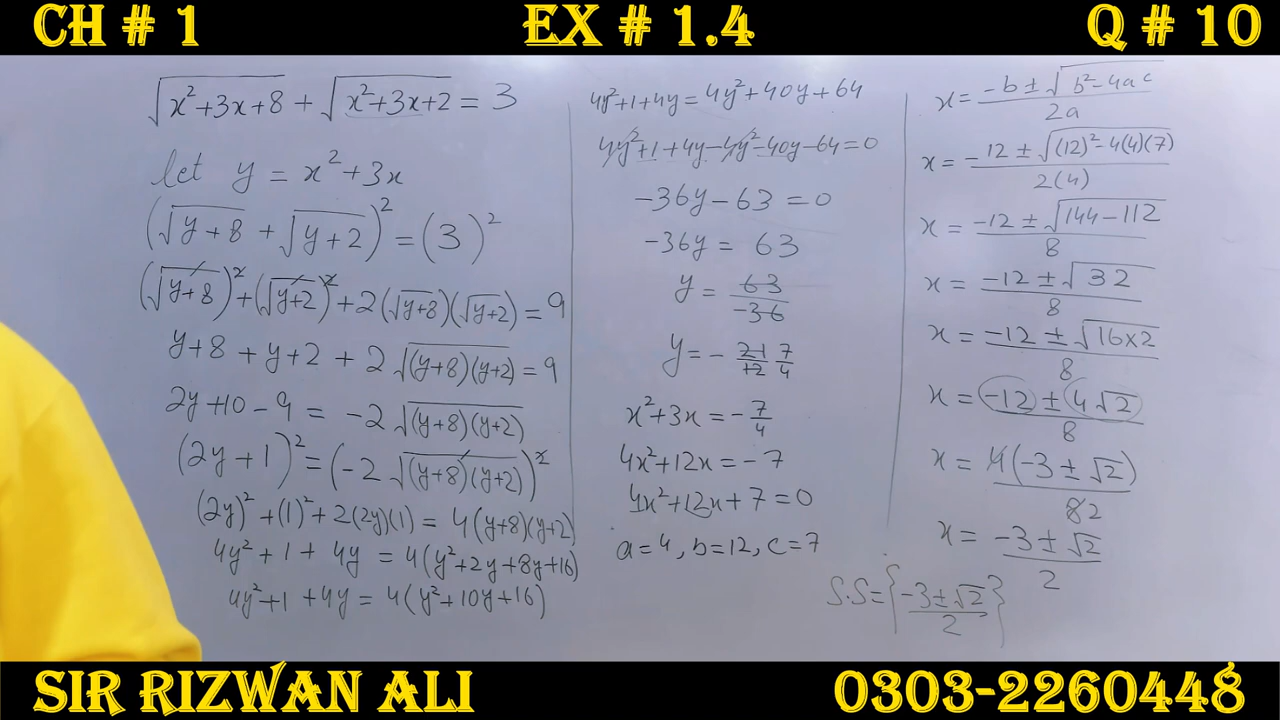 CH # 1
EX # 1.4
Q # 10
√(x²+3x+8) + √(x²+3x+2) = 3
let y = x²+3x
(√(y+8) + √(y+2))² = (3)²
(√(y+8))² + (√(y+2))² + 2(√(y+8))(√(y+2)) = 9
y+8 + y+2 + 2√((y+8)(y+2)) = 9
2y+10-9 = -2√((y+8)(y+2))
(2y+1)² = (-2√((y+8)(y+2)))²
(2y)² + (1)² + 2(2y)(1) = 4(y+8)(y+2)
4y² + 1 + 4y = 4(y²+2y+8y+16)
4y²+1 +4y = 4(y²+10y+16)
4y²+1+4y = 4y²+40y+64
4y²+1+4y-4y²-40y-64=0
-36y-63=0
-36y = 63
y = 63/-36
y = - 21/12 7/4
x²+3x = -7/4
4x²+12x = -7
4x²+12x+7=0
a=4, b=12, c=7
x = (-b ± √(b²-4ac))/2a
x = (-12 ± √((12)²-4(4)(7)))/2(4)
x = (-12 ± √(144-112))/8
x = (-12 ± √32)/8
x = (-12 ± √(16×2))/8
x = (-12 ± 4√2)/8
x = 4(-3 ± √2)/8 2
x = (-3 ± √2)/2
S.S = {(-3±√2)/2}
SIR RIZWAN ALI
0303-2260448